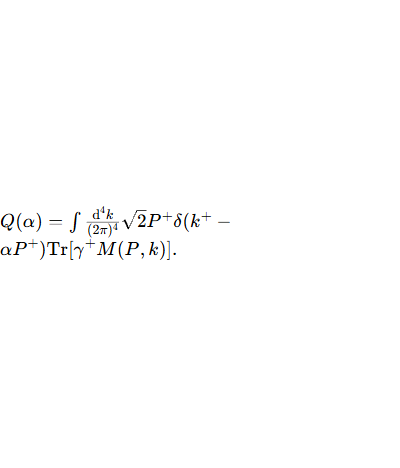 Q(α) = ∫ d⁴k/(2π)⁴ √2P⁺δ(k⁺ −
αP⁺)Tr[γ⁺M(P, k)].